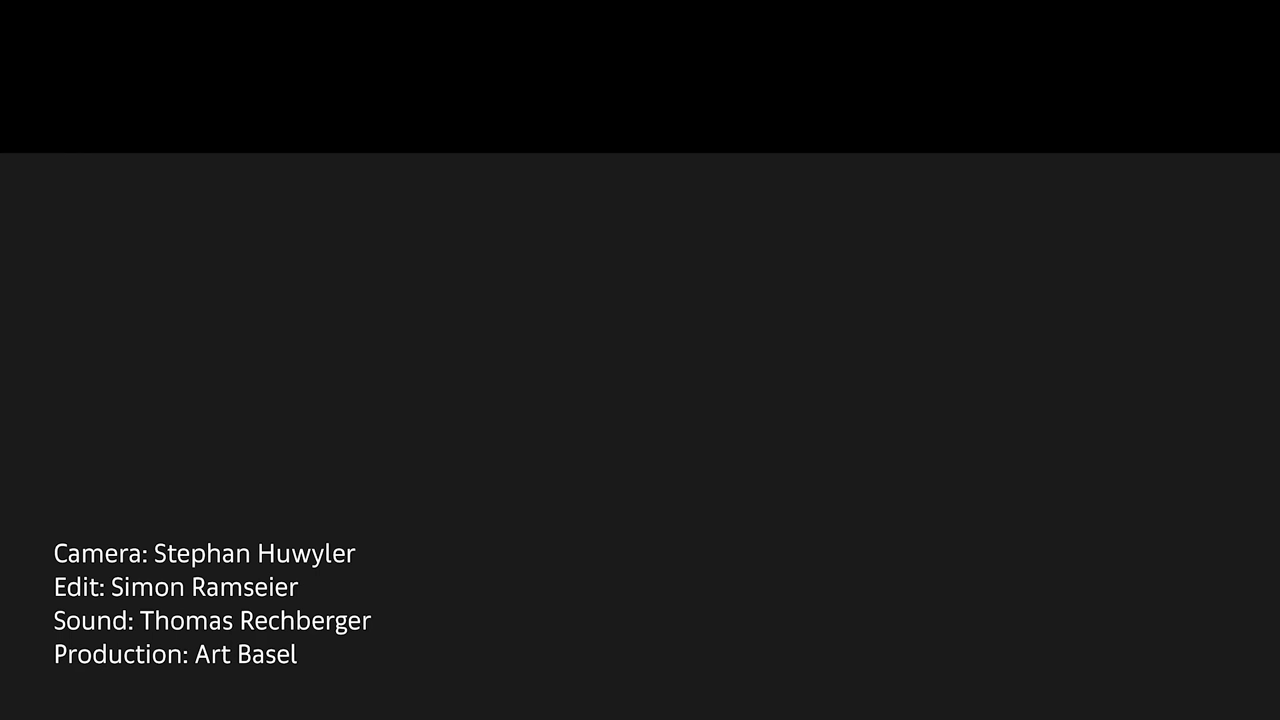 Camera: Stephan Huwyler
Edit: Simon Ramseier
Sound: Thomas Rechberger
Production: Art Basel